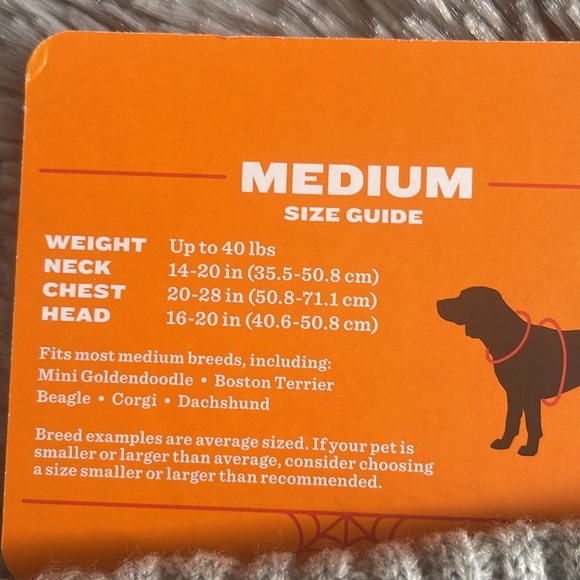 MEDIUM
SIZE GUIDE
WEIGHT Up to 40 lbs
NECK 14-20 in (35.5-50.8 cm)
CHEST 20-28 in (50.8-71.1 cm)
HEAD 16-20 in (40.6-50.8 cm)
Fits most medium breeds, including:
Mini Goldendoodle • Boston Terrier
Beagle • Corgi • Dachshund
Breed examples are average sized. If your pet is
smaller or larger than average, consider choosing
a size smaller or larger than recommended.